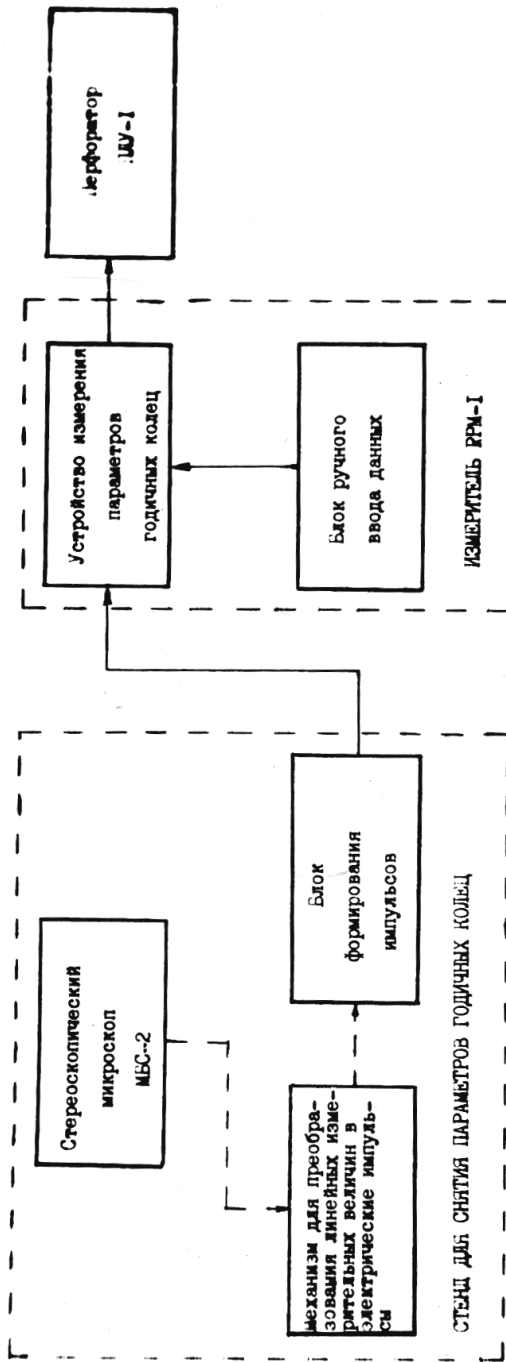 Стереоскопический
микроскоп
МБС-2
механизм для преобра-
зования линейных изме-
рительных величин в
электрические импуль-
сы
Блок
формирования
импульсов
СТЕНД ДЛЯ СНЯТИЯ ПАРАМЕТРОВ ГОДИЧНЫХ КОЛЕЦ
Устройство измерения
параметров
годичных колец
Блок ручного
ввода данных
ИЗМЕРИТЕЛЬ РРМ-I
Перфоратор